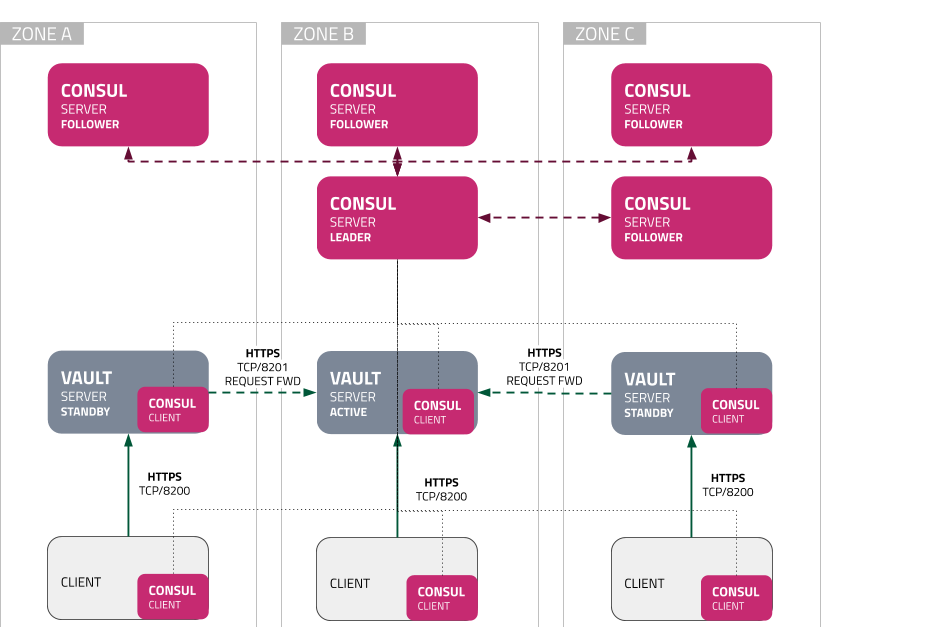 ZONE A
ZONE B
ZONE C
CONSUL
SERVER
FOLLOWER
CONSUL
SERVER
FOLLOWER
CONSUL
SERVER
FOLLOWER
CONSUL
SERVER
LEADER
CONSUL
SERVER
FOLLOWER
HTTPS
TCP/8201
REQUEST FWD
HTTPS
TCP/8201
REQUEST FWD
VAULT
SERVER
STANDBY
CONSUL
CLIENT
VAULT
SERVER
ACTIVE
CONSUL
CLIENT
VAULT
SERVER
STANDBY
CONSUL
CLIENT
HTTPS
TCP/8200
HTTPS
TCP/8200
HTTPS
TCP/8200
CLIENT
CONSUL
CLIENT
CLIENT
CONSUL
CLIENT
CLIENT
CONSUL
CLIENT